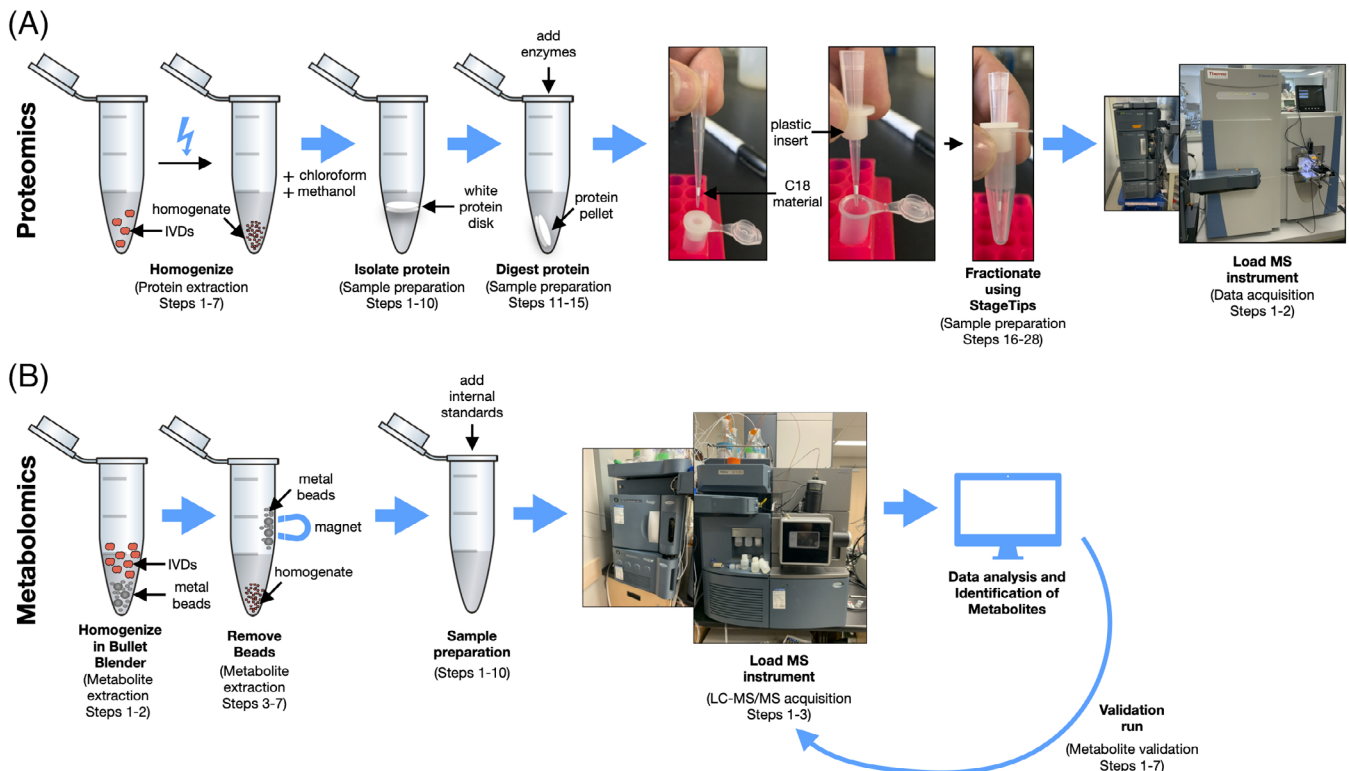 (A)
Proteomics
add
enzymes
homogenate
IVDs
+ chloroform
+ methanol
white
protein
disk
protein
pellet
plastic
insert
C18
material
Homogenize
(Protein extraction
Steps 1-7)
Isolate protein
(Sample preparation
Steps 1-10)
Digest protein
(Sample preparation
Steps 11-15)
Fractionate
using
StageTips
(Sample preparation
Steps 16-28)
Thermo
Load MS
instrument
(Data acquisition
Steps 1-2)
(B)
Metabolomics
add
internal
standards
IVDs
metal
beads
metal
beads
magnet
homogenate
Homogenize
in Bullet
Blender
(Metabolite
extraction
Steps 1-2)
Remove
Beads
(Metabolite
extraction
Steps 3-7)
Sample
preparation
(Steps 1-10)
Load MS
instrument
(LC-MS/MS acquisition
Steps 1-3)
Data analysis and
Identification of
Metabolites
Validation
run
(Metabolite validation
Steps 1-7)